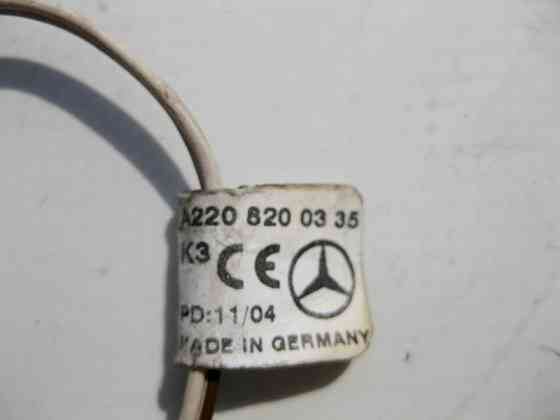 A220 820 03 35
K3 CE
PD:11/04
MADE IN GERMANY